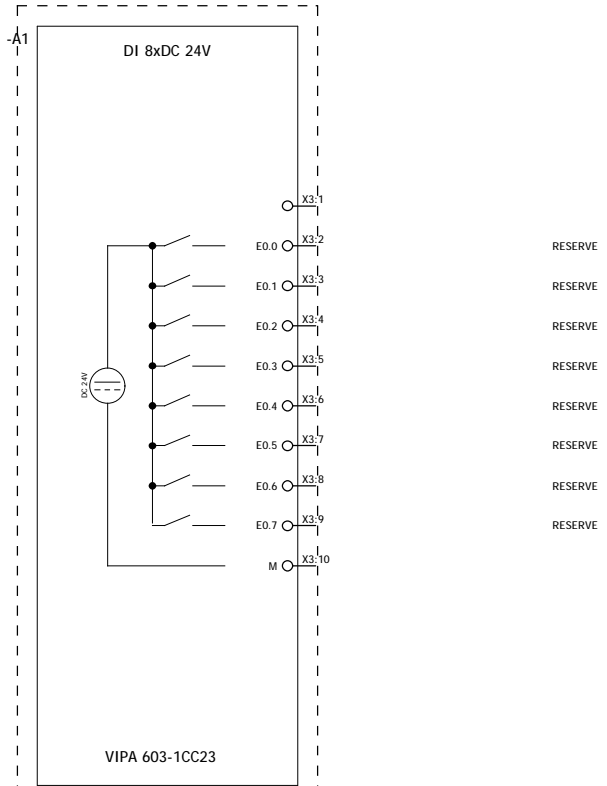 -A1
DI 8xDC 24V
X3:1
E0.0 X3:2 RESERVE
E0.1 X3:3 RESERVE
E0.2 X3:4 RESERVE
E0.3 X3:5 RESERVE
DC 24V
E0.4 X3:6 RESERVE
E0.5 X3:7 RESERVE
E0.6 X3:8 RESERVE
E0.7 X3:9 RESERVE
M X3:10
VIPA 603-1CC23